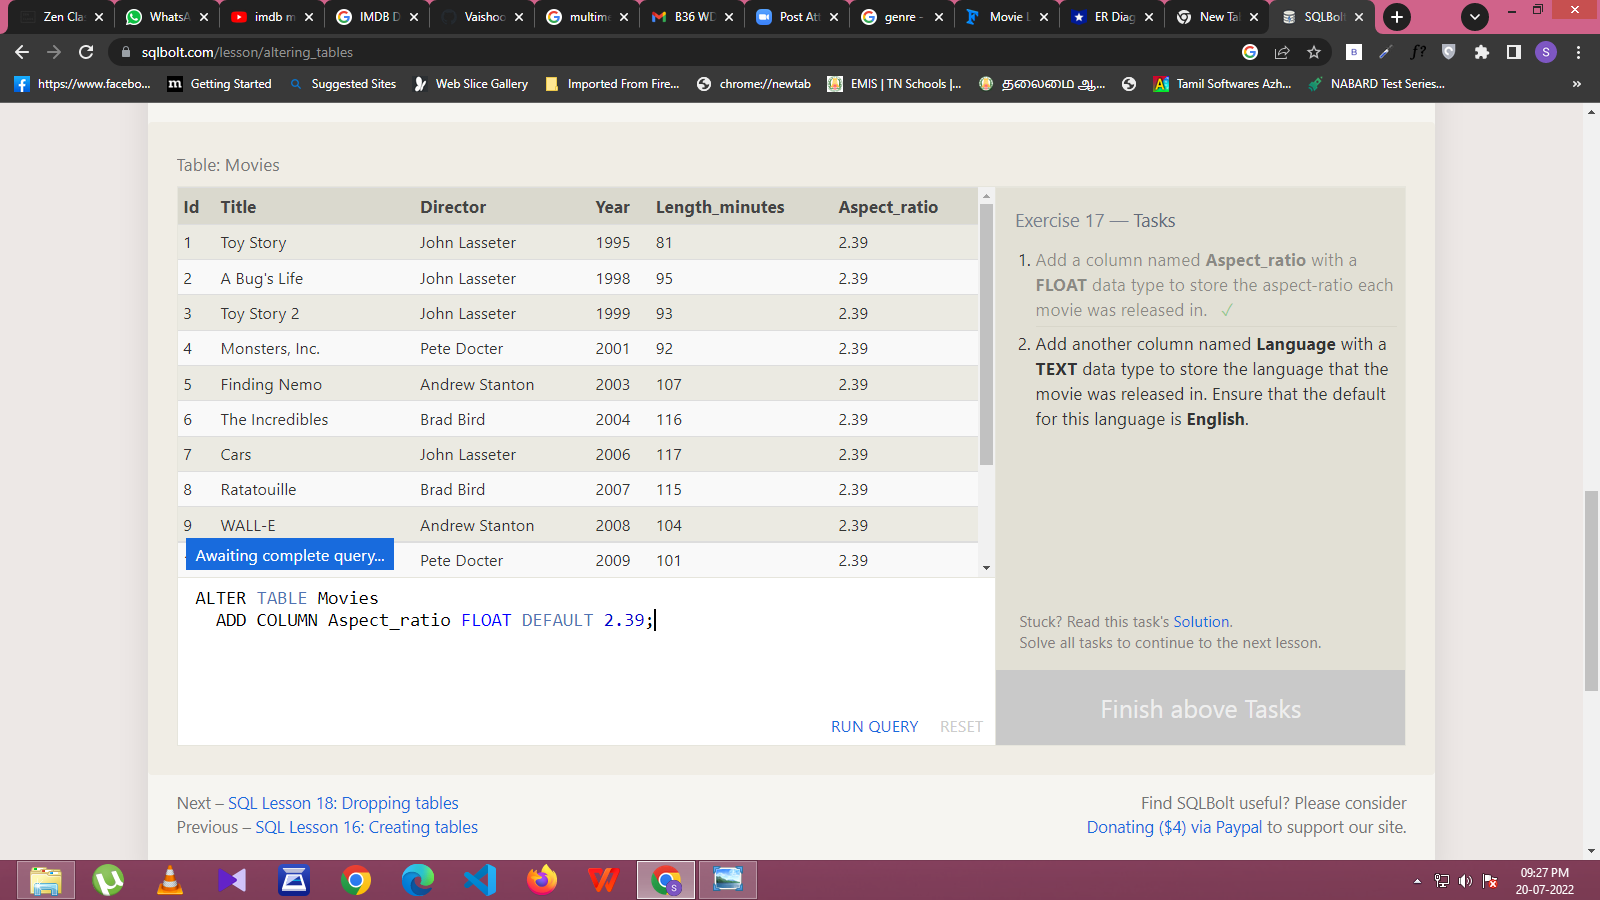 Zen Cla
WhatsA
imdb m
IMDB D
Vaishoo
multime
B36 WD
Post Att
genre -
Movie L
ER Diag
New Tab
SQLBolt
sqlbolt.com/lesson/altering_tables
https://www.facebo...
Getting Started
Suggested Sites
Web Slice Gallery
Imported From Fire...
chrome://newtab
EMIS | TN Schools |...
தலைமை ஆ...
Tamil Softwares Azh...
NABARD Test Series...
»
Table: Movies
Id Title Director Year Length_minutes Aspect_ratio
1 Toy Story John Lasseter 1995 81 2.39
2 A Bug's Life John Lasseter 1998 95 2.39
3 Toy Story 2 John Lasseter 1999 93 2.39
4 Monsters, Inc. Pete Docter 2001 92 2.39
5 Finding Nemo Andrew Stanton 2003 107 2.39
6 The Incredibles Brad Bird 2004 116 2.39
7 Cars John Lasseter 2006 117 2.39
8 Ratatouille Brad Bird 2007 115 2.39
9 WALL-E Andrew Stanton 2008 104 2.39
Pete Docter 2009 101 2.39
Awaiting complete query...
ALTER TABLE Movies
ADD COLUMN Aspect_ratio FLOAT DEFAULT 2.39;
RUN QUERY RESET
Exercise 17 — Tasks
1. Add a column named Aspect_ratio with a
FLOAT data type to store the aspect-ratio each
movie was released in. ✓
2. Add another column named Language with a
TEXT data type to store the language that the
movie was released in. Ensure that the default
for this language is English.
Stuck? Read this task's Solution.
Solve all tasks to continue to the next lesson.
Finish above Tasks
Next – SQL Lesson 18: Dropping tables
Previous – SQL Lesson 16: Creating tables
Find SQLBolt useful? Please consider
Donating ($4) via Paypal to support our site.
09:27 PM
20-07-2022